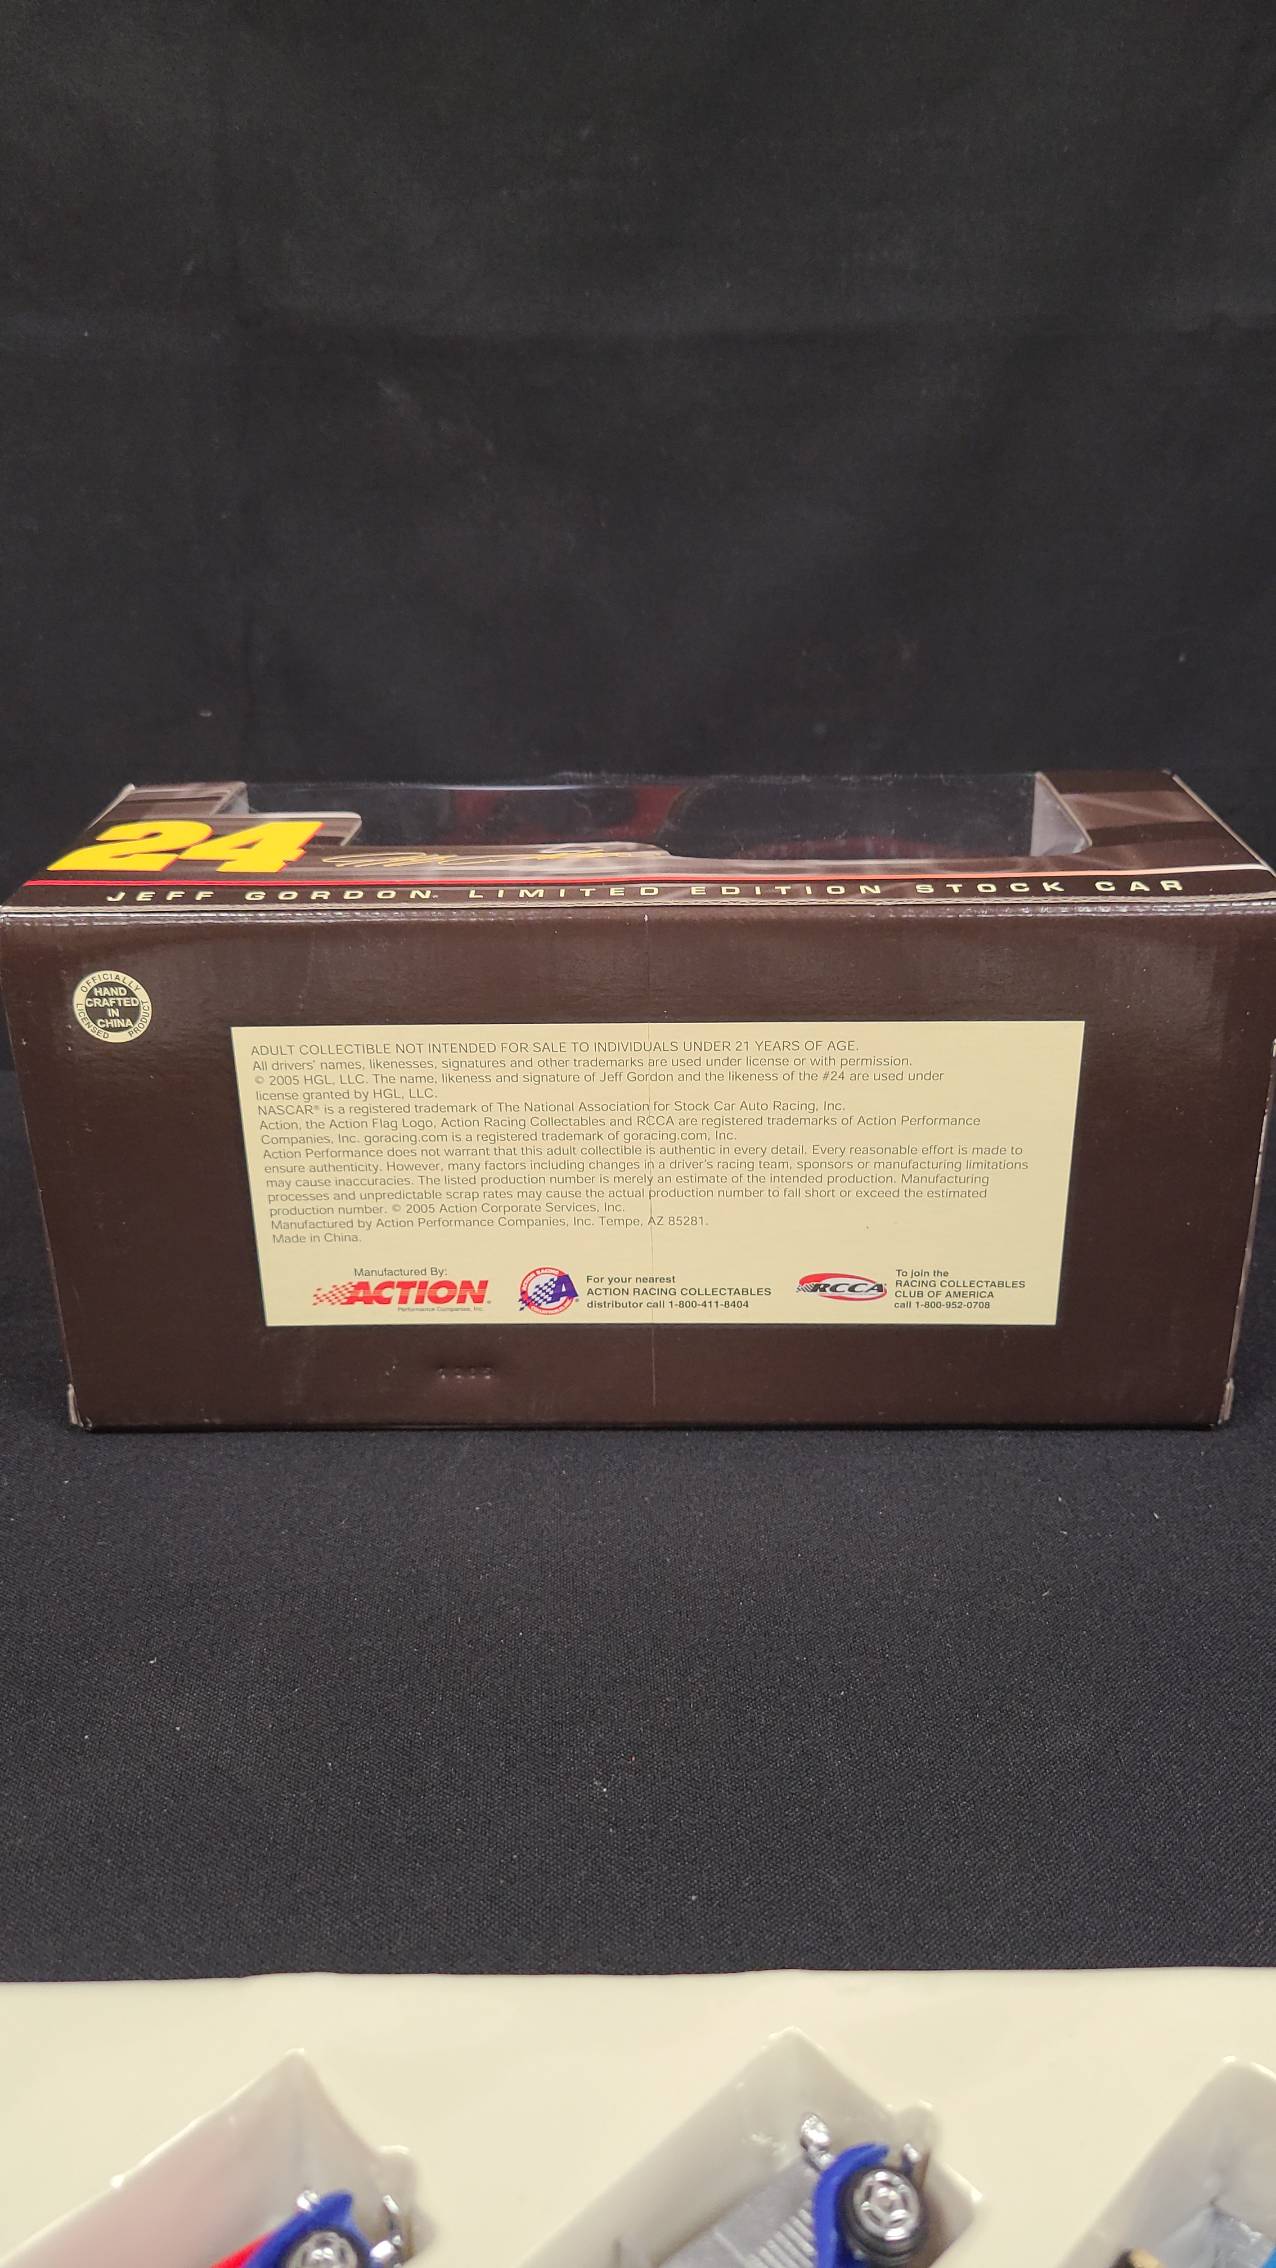 24
JEFF GORDON. LIMITED EDITION STOCK CAR
OFFICIALLY LICENSED PRODUCT
HAND
CRAFTED
IN
CHINA
ADULT COLLECTIBLE NOT INTENDED FOR SALE TO INDIVIDUALS UNDER 21 YEARS OF AGE.
All drivers' names, likenesses, signatures and other trademarks are used under license or with permission.
© 2005 HGL, LLC. The name, likeness and signature of Jeff Gordon and the likeness of the #24 are used under
license granted by HGL, LLC.
NASCAR® is a registered trademark of The National Association for Stock Car Auto Racing, Inc.
Action, the Action Flag Logo, Action Racing Collectables and RCCA are registered trademarks of Action Performance
Companies, Inc. goracing.com is a registered trademark of goracing.com, Inc.
Action Performance does not warrant that this adult collectible is authentic in every detail. Every reasonable effort is made to
ensure authenticity. However, many factors including changes in a driver's racing team, sponsors or manufacturing limitations
may cause inaccuracies. The listed production number is merely an estimate of the intended production. Manufacturing
processes and unpredictable scrap rates may cause the actual production number to fall short or exceed the estimated
production number. © 2005 Action Corporate Services, Inc.
Manufactured by Action Performance Companies, Inc. Tempe, AZ 85281.
Made in China.
Manufactured By:
ACTION
Performance Companies, Inc.
A
For your nearest
ACTION RACING COLLECTABLES
distributor call 1-800-411-8404
RCCA
To join the
RACING COLLECTABLES
CLUB OF AMERICA
call 1-800-952-0708